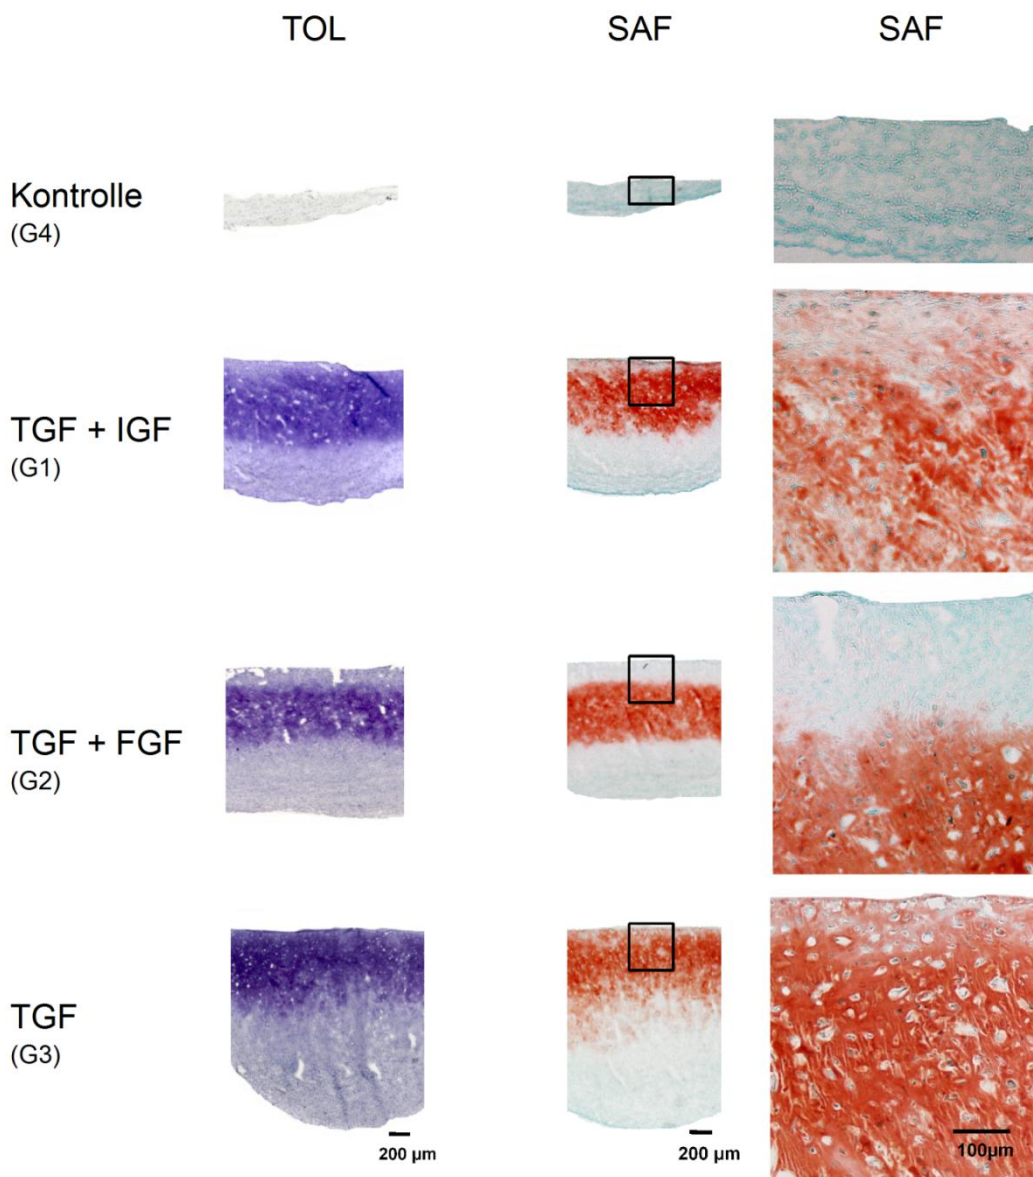 TOL
SAF
SAF
Kontrolle
(G4)
TGF + IGF
(G1)
TGF + FGF
(G2)
TGF
(G3)
200 µm
200 µm
100µm